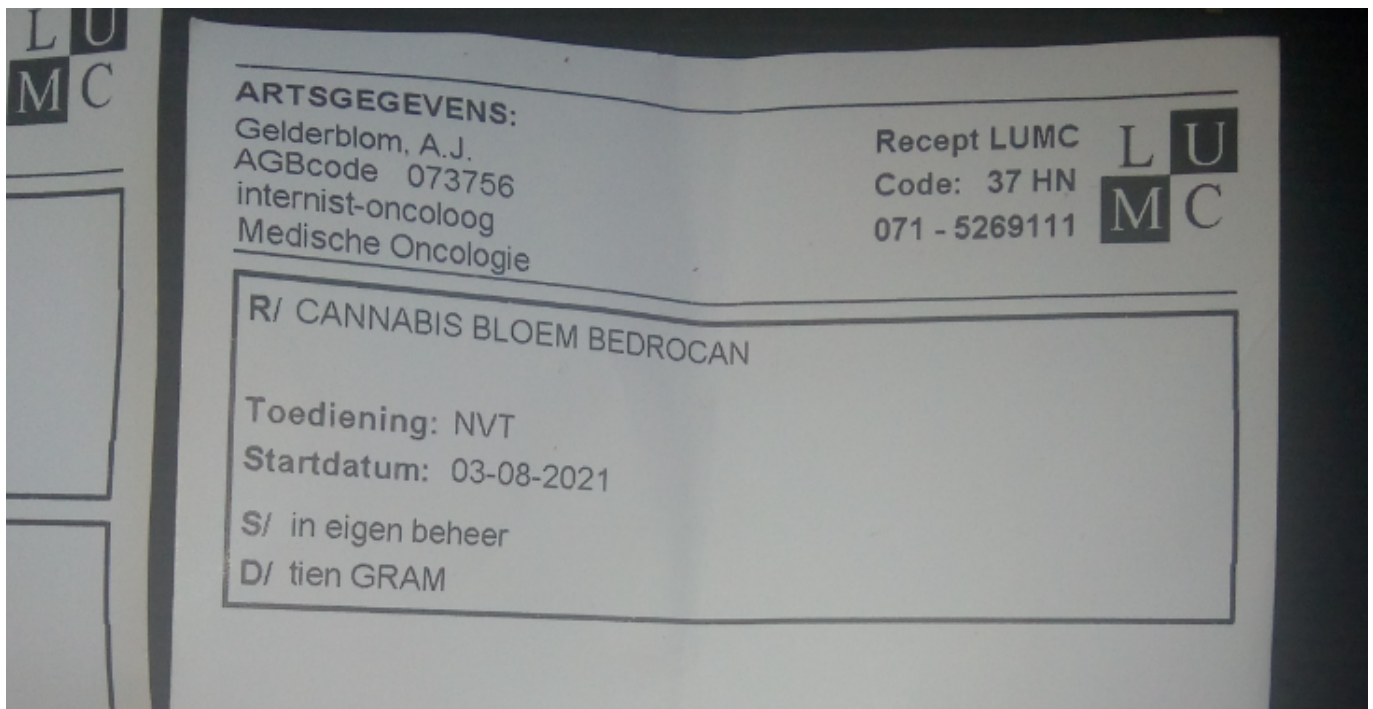 L U
M C
ARTSGEGEVENS:
Gelderblom, A.J.
AGBcode 073756
internist-oncoloog
Medische Oncologie
Recept LUMC
Code: 37 HN
071 - 5269111
L U
M C
R/ CANNABIS BLOEM BEDROCAN
Toediening: NVT
Startdatum: 03-08-2021
S/ in eigen beheer
D/ tien GRAM